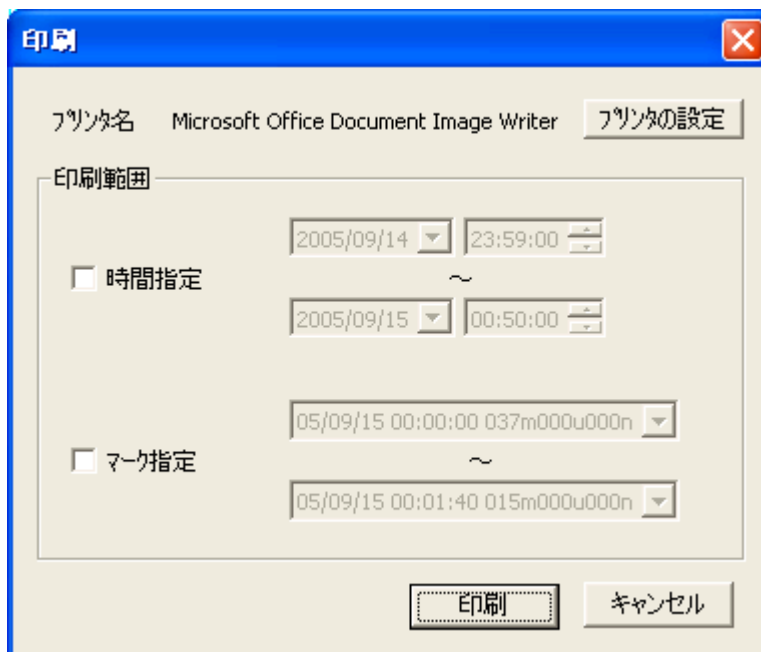 印刷
プリンタ名 Microsoft Office Document Image Writer プリンタの設定
印刷範囲
2005/09/14 23:59:00
時間指定 ～
2005/09/15 00:50:00
05/09/15 00:00:00 037m000u000n
マーク指定 ～
05/09/15 00:01:40 015m000u000n
印刷 キャンセル